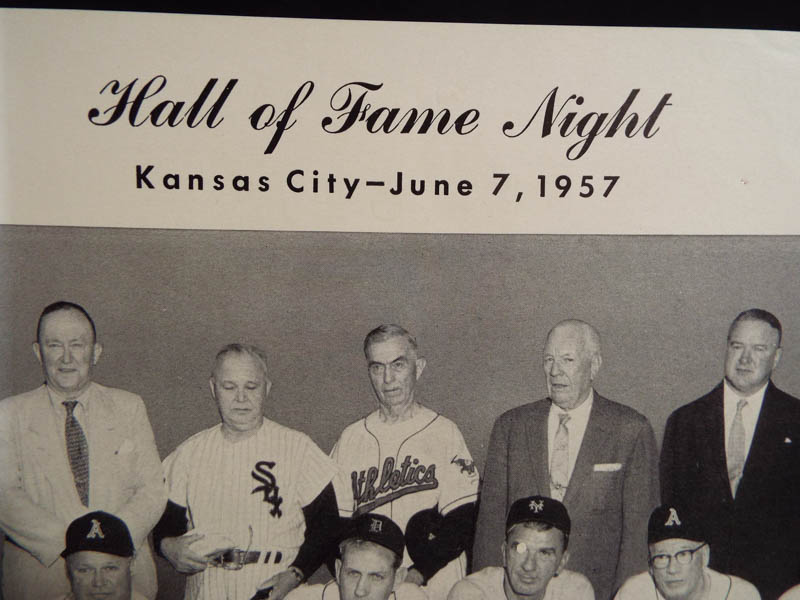 Hall of Fame Night
Kansas City–June 7, 1957
SOX
Athletics
A
D
NY
A